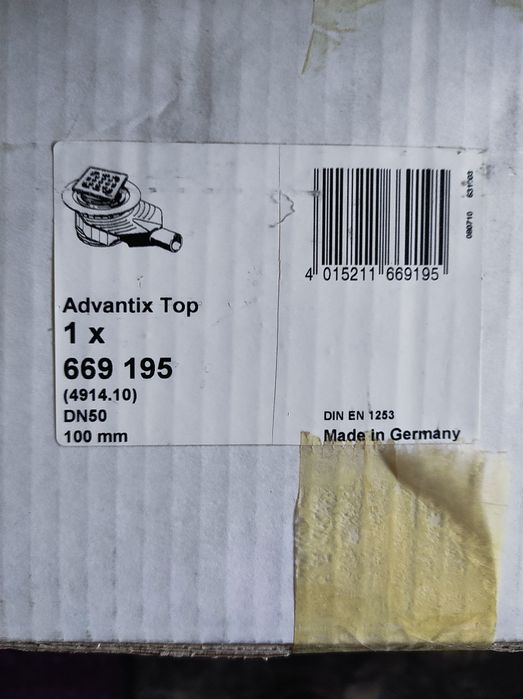 Advantix Top
1 x
669 195
(4914.10)
DN50
100 mm
4 015211 669195
DIN EN 1253
Made in Germany